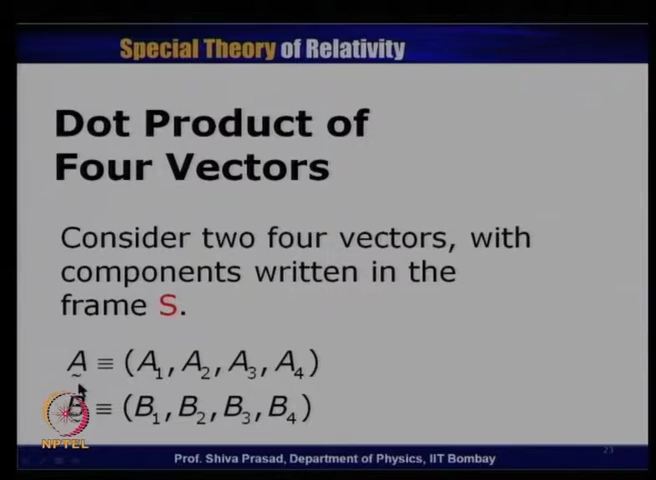 Special Theory of Relativity
Dot Product of
Four Vectors
Consider two four vectors, with
components written in the
frame S.
A ≡ (A₁, A₂, A₃, A₄)
B ≡ (B₁, B₂, B₃, B₄)
NPTEL
23
Prof. Shiva Prasad, Department of Physics, IIT Bombay